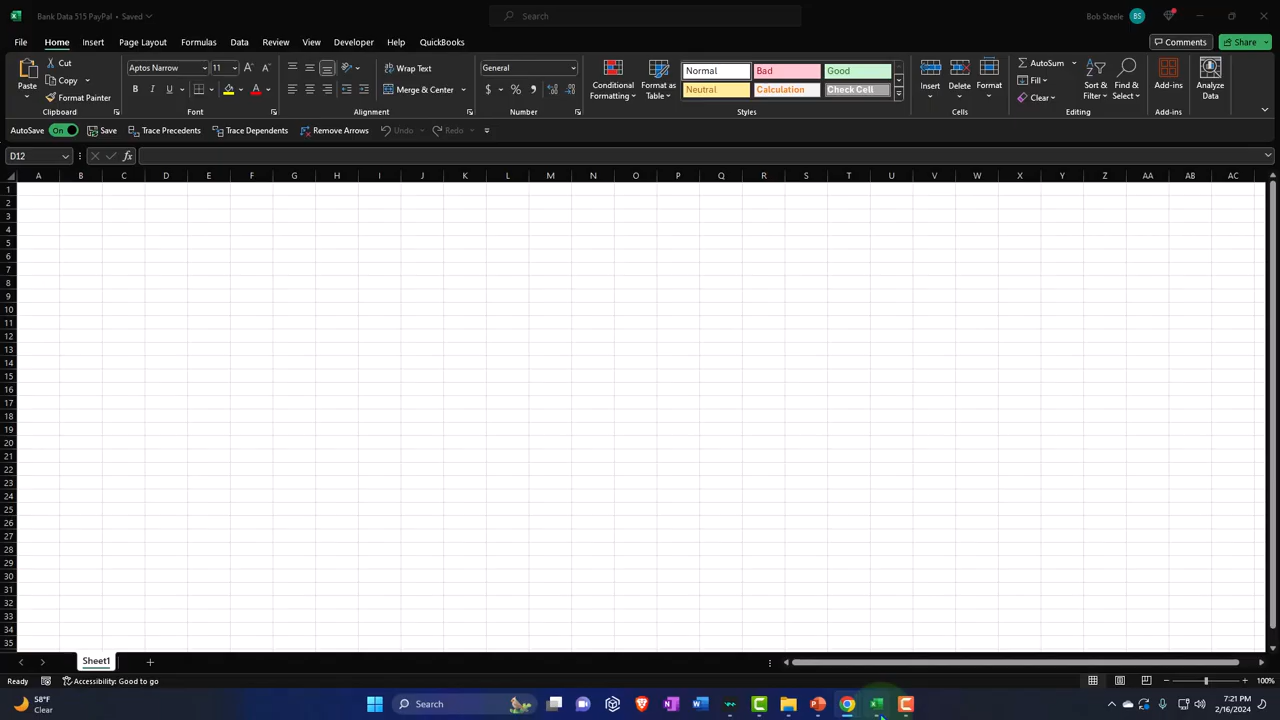 Bank Data 515 PayPal • Saved
Search
Bob Steele BS
File Home Insert Page Layout Formulas Data Review View Developer Help QuickBooks Comments Share
Paste Cut Copy Format Painter Clipboard
Aptos Narrow 11 B I U Font
Wrap Text Merge & Center Alignment
General $ % Number
Conditional Formatting Format as Table Normal Bad Good Neutral Calculation Check Cell Styles
Insert Delete Format Cells
AutoSum Fill Clear Sort & Filter Find & Select Editing
Add-ins Add-ins
Analyze Data
AutoSave On Save Trace Precedents Trace Dependents Remove Arrows Undo Redo
D12 fx
A B C D E F G H I J K L M N O P Q R S T U V W X Y Z AA AB AC
1
2
3
4
5
6
7
8
9
10
11
12
13
14
15
16
17
18
19
20
21
22
23
24
25
26
27
28
29
30
31
32
33
34
35
Sheet1
Ready Accessibility: Good to go 100%
58°F
Clear
Search
7:21 PM
2/16/2024